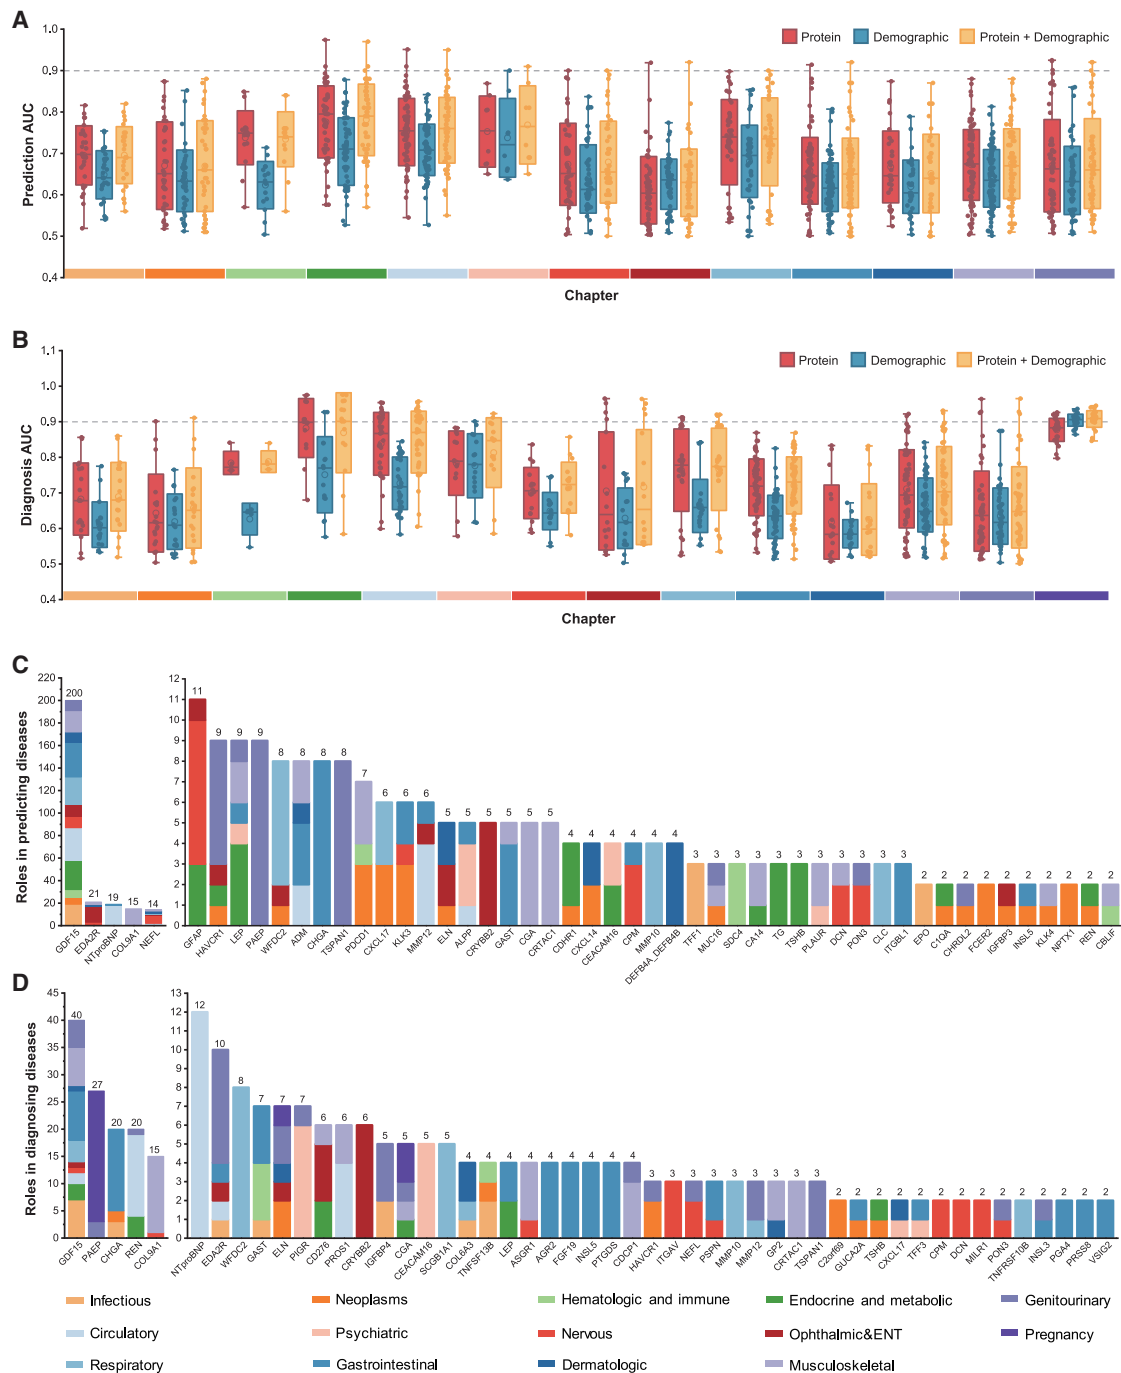 A
Protein
Demographic
Protein + Demographic
1.0
0.9
0.8
0.7
0.6
0.5
0.4
Prediction AUC
Chapter
B
Protein
Demographic
Protein + Demographic
1.1
1.0
0.9
0.8
0.7
0.6
0.5
0.4
Diagnosis AUC
Chapter
C
Roles in predicting diseases
220
200
180
160
140
120
100
80
60
40
20
0
200 21 19 15 14
GDF15 EDA2R NTproBNP COL9A1 NEFL
12
11
10
9
8
7
6
5
4
3
3
2
1
0
11 9 9 9 8 8 8 8 7 6 6 6 5 5 5 5 5 5 4 4 4 4 4 4 3 3 3 3 3 3 3 3 3 3 3 2 2 2 2 2 2 2 2 2 2
GFAP HAVCR1 LEP PAEP WFDC2 ADM CHGA TSPAN1 PDCD1 CXCL17 KLK3 MMP12 ELN ALPP CRYBB2 GAST CGA CRTAC1 CDHR1 CXCL14 CEACAM16 CPM MMP10 DEFB4A_DEFB4B TFF1 MUC16 SDC4 CA14 TG TSHB PLAUR DCN PON3 CLC ITGBL1 EPO C1QA CHRDL2 FCER2 IGFBP3 INSL5 KLK4 NPTX1 REN CBLIF
D
Roles in diagnosing diseases
45
40
35
30
25
20
15
10
5
0
40 27 20 20 15
GDF15 PAEP CHGA REN COL9A1
13
12
11
10
9
8
7
6
5
4
3
2
1
0
12 10 8 7 7 7 6 6 6 5 5 5 5 4 4 4 4 4 4 4 4 4 3 3 3 3 3 3 3 3 3 2 2 2 2 2 2 2 2 2 2 2 2 2 2
NTproBNP EDA2R WFDC2 GAST ELN PIGR CD276 PROS1 CRYBB2 IGFBP4 CGA CEACAM16 SCGB1A1 COL6A3 TNFSF13B LEP ASGR1 AGR2 FGF19 INSL5 PTGDS CDCP1 HAVCR1 ITGAV NEFL PSPN MMP10 MMP12 GP2 CRTAC1 TSPAN1 C2orf69 GUCA2A TSHB CXCL17 TFF3 CPM DCN MILR1 PON3 TNFRSF10B INSL3 PGA4 PRSS8 VSIG2
Infectious
Neoplasms
Hematologic and immune
Endocrine and metabolic
Genitourinary
Circulatory
Psychiatric
Nervous
Ophthalmic&ENT
Pregnancy
Respiratory
Gastrointestinal
Dermatologic
Musculoskeletal